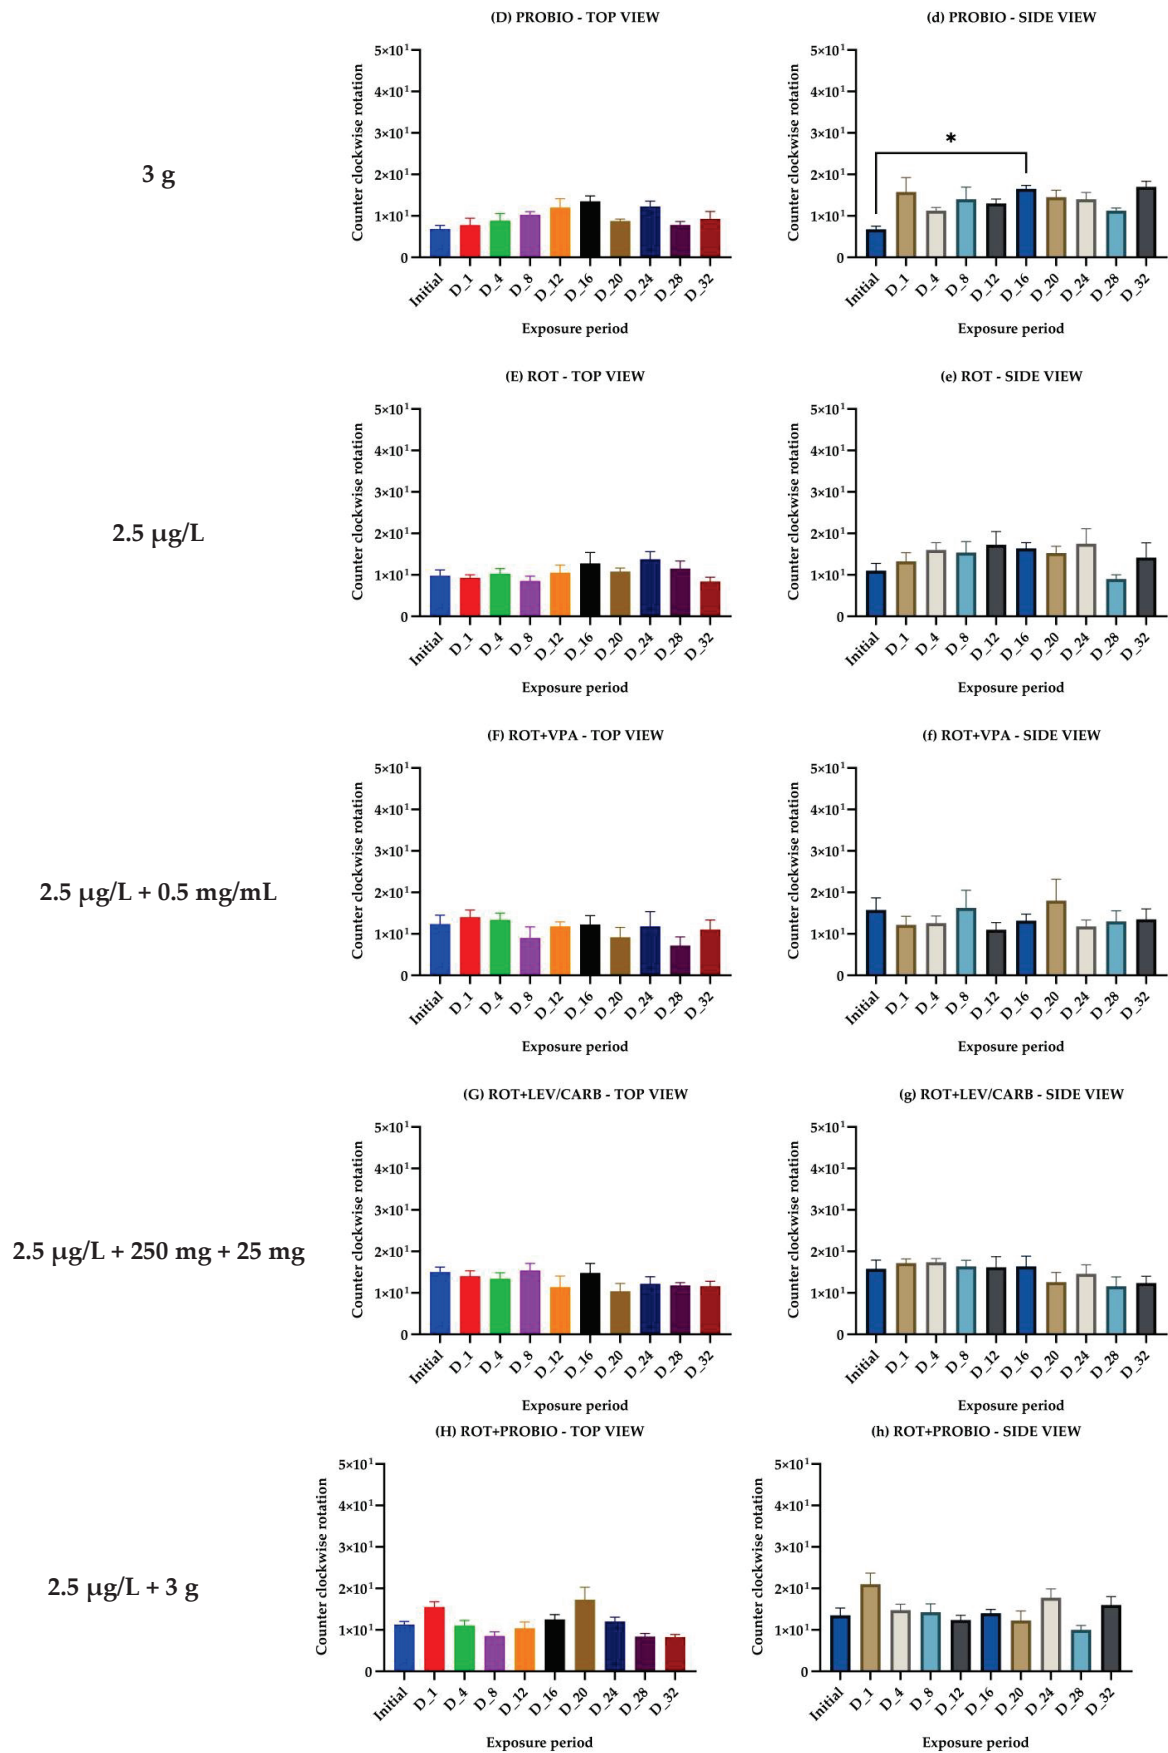 (D) PROBIO - TOP VIEW
(d) PROBIO - SIDE VIEW
3 g
Counter clockwise rotation
5×10¹
4×10¹
3×10¹
2×10¹
1×10¹
0
Initial
D_1
D_4
D_8
D_12
D_16
D_20
D_24
D_28
D_32
Exposure period
Counter clockwise rotation
5×10¹
4×10¹
3×10¹
2×10¹
1×10¹
0
*
Initial
D_1
D_4
D_8
D_12
D_16
D_20
D_24
D_28
D_32
Exposure period
(E) ROT - TOP VIEW
(e) ROT - SIDE VIEW
2.5 µg/L
Counter clockwise rotation
5×10¹
4×10¹
3×10¹
2×10¹
1×10¹
0
Initial
D_1
D_4
D_8
D_12
D_16
D_20
D_24
D_28
D_32
Exposure period
Counter clockwise rotation
5×10¹
4×10¹
3×10¹
2×10¹
1×10¹
0
Initial
D_1
D_4
D_8
D_12
D_16
D_20
D_24
D_28
D_32
Exposure period
(F) ROT+VPA - TOP VIEW
(f) ROT+VPA - SIDE VIEW
2.5 µg/L + 0.5 mg/mL
Counter clockwise rotation
5×10¹
4×10¹
3×10¹
2×10¹
1×10¹
0
Initial
D_1
D_4
D_8
D_12
D_16
D_20
D_24
D_28
D_32
Exposure period
Counter clockwise rotation
5×10¹
4×10¹
3×10¹
2×10¹
1×10¹
0
Initial
D_1
D_4
D_8
D_12
D_16
D_20
D_24
D_28
D_32
Exposure period
(G) ROT+LEV/CARB - TOP VIEW
(g) ROT+LEV/CARB - SIDE VIEW
2.5 µg/L + 250 mg + 25 mg
Counter clockwise rotation
5×10¹
4×10¹
3×10¹
2×10¹
1×10¹
0
Initial
D_1
D_4
D_8
D_12
D_16
D_20
D_24
D_28
D_32
Exposure period
Counter clockwise rotation
5×10¹
4×10¹
3×10¹
2×10¹
1×10¹
0
Initial
D_1
D_4
D_8
D_12
D_16
D_20
D_24
D_28
D_32
Exposure period
(H) ROT+PROBIO - TOP VIEW
(h) ROT+PROBIO - SIDE VIEW
2.5 µg/L + 3 g
Counter clockwise rotation
5×10¹
4×10¹
3×10¹
2×10¹
1×10¹
0
Initial
D_1
D_4
D_8
D_12
D_16
D_20
D_24
D_28
D_32
Exposure period
Counter clockwise rotation
5×10¹
4×10¹
3×10¹
2×10¹
1×10¹
0
Initial
D_1
D_4
D_8
D_12
D_16
D_20
D_24
D_28
D_32
Exposure period